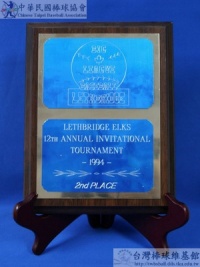 中華民國棒球協會
Chinese Taipei Baseball Association
LETHBRIDGE ELKS
12TH ANNUAL INVITATIONAL
TOURNAMENT
- 1994 -
2nd PLACE
台灣棒球維基館